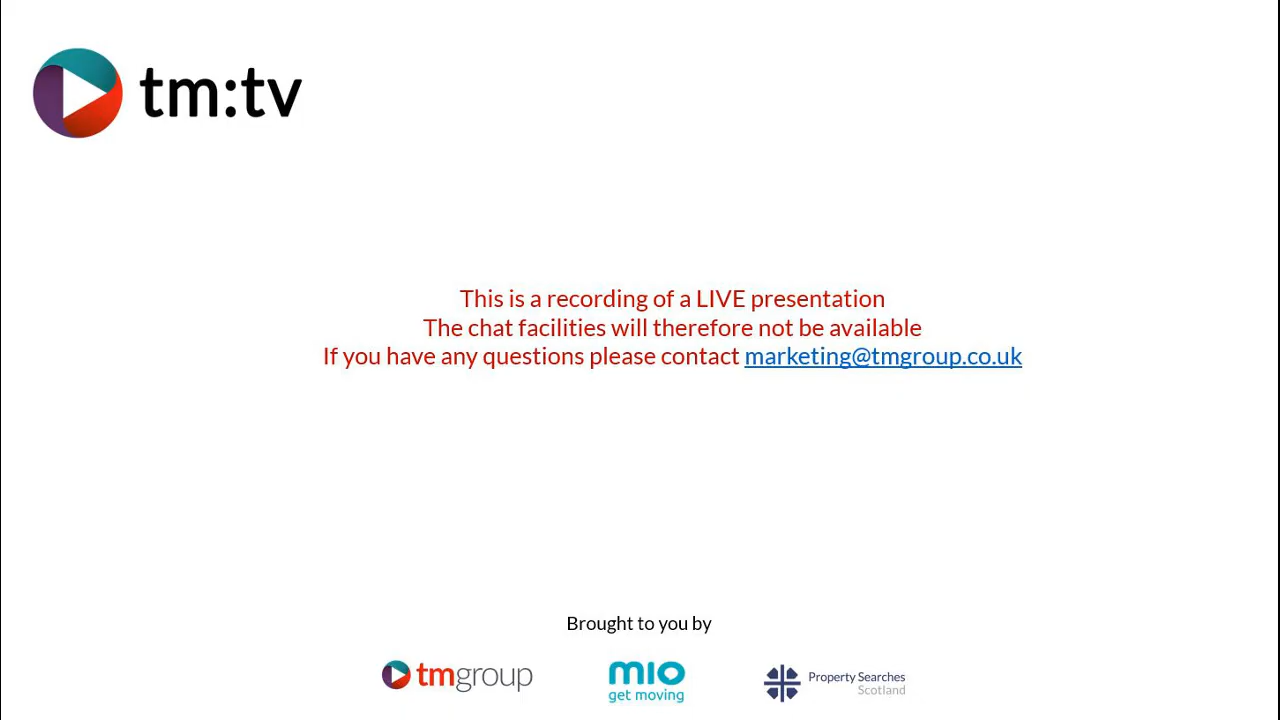 tm:tv
This is a recording of a LIVE presentation
The chat facilities will therefore not be available
If you have any questions please contact marketing@tmgroup.co.uk
Brought to you by
tmgroup
mio
get moving
Property Searches
Scotland